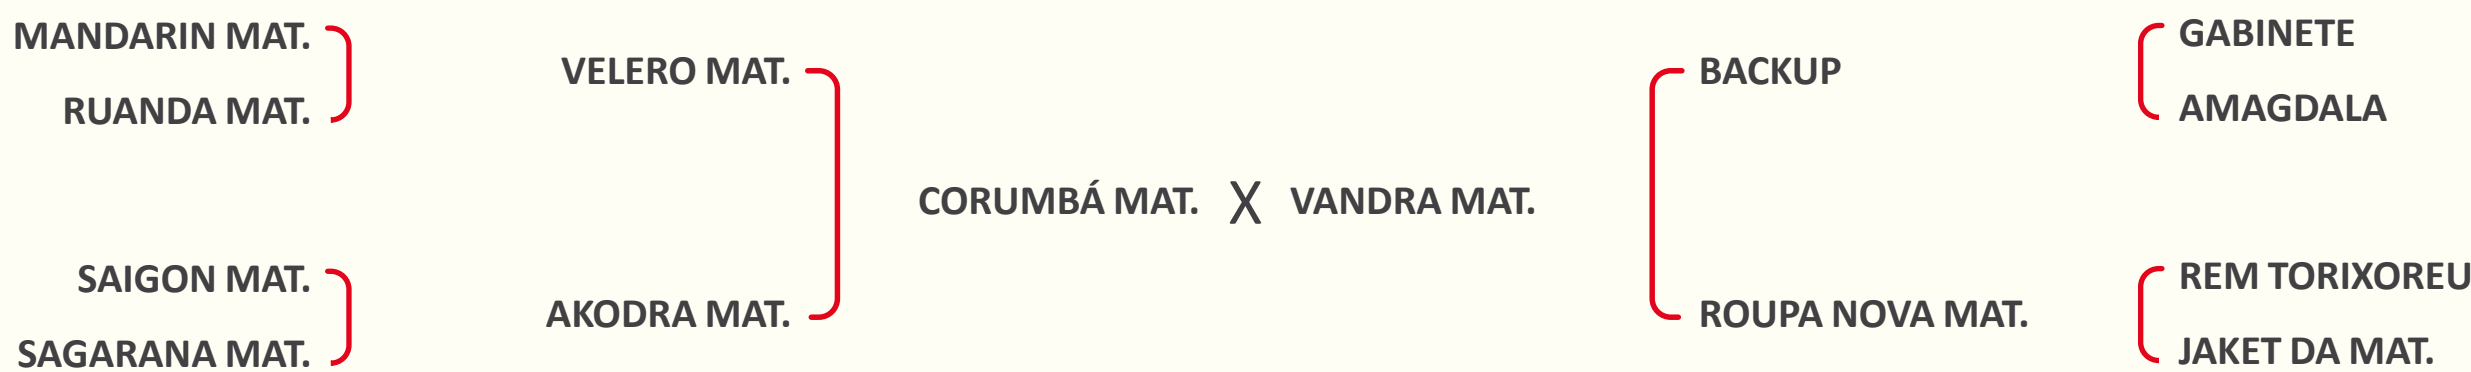 MANDARIN MAT.
RUANDA MAT.
SAIGON MAT.
SAGARANA MAT.
VELERO MAT.
AKODRA MAT.
CORUMBÁ MAT. X VANDRA MAT.
BACKUP
ROUPA NOVA MAT.
GABINETE
AMAGDALA
REM TORIXOREU
JAKET DA MAT.